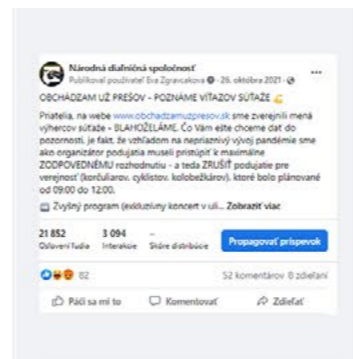 Národná diaľničná spoločnosť
Publikoval používateľ Eva Zgravcakova · 26. októbra 2021 ·
OBCHÁDZAM UŽ PREŠOV – POZNÁME VÍŤAZOV SÚŤAŽE 💪
Priatelia, na webe www.obchadzamuzpresov.sk sme zverejnili mená
výhercov súťaže - BLAHOŽELÁME. Čo Vám ešte chceme dať do
pozornosti, je fakt, že vzhľadom na nepriaznivý vývoj pandémie sme
ako organizátor podujatia museli pristúpiť k maximálne
ZODPOVEDNÉMU rozhodnutiu - a teda ZRUŠIŤ podujatie pre
verejnosť (korčuliarov, cyklistov, kolobežkárov), ktoré bolo plánované
od 09:00 do 12:00.
Zvyšný program (exkluzívny koncert v uli... Zobraziť viac
21 852 3 094 –
Oslovení ľudia Interakcie Skóre distribúcie Propagovať príspevok
82 52 komentárov 8 zdieľaní
Páči sa mi to Komentovať Zdieľať